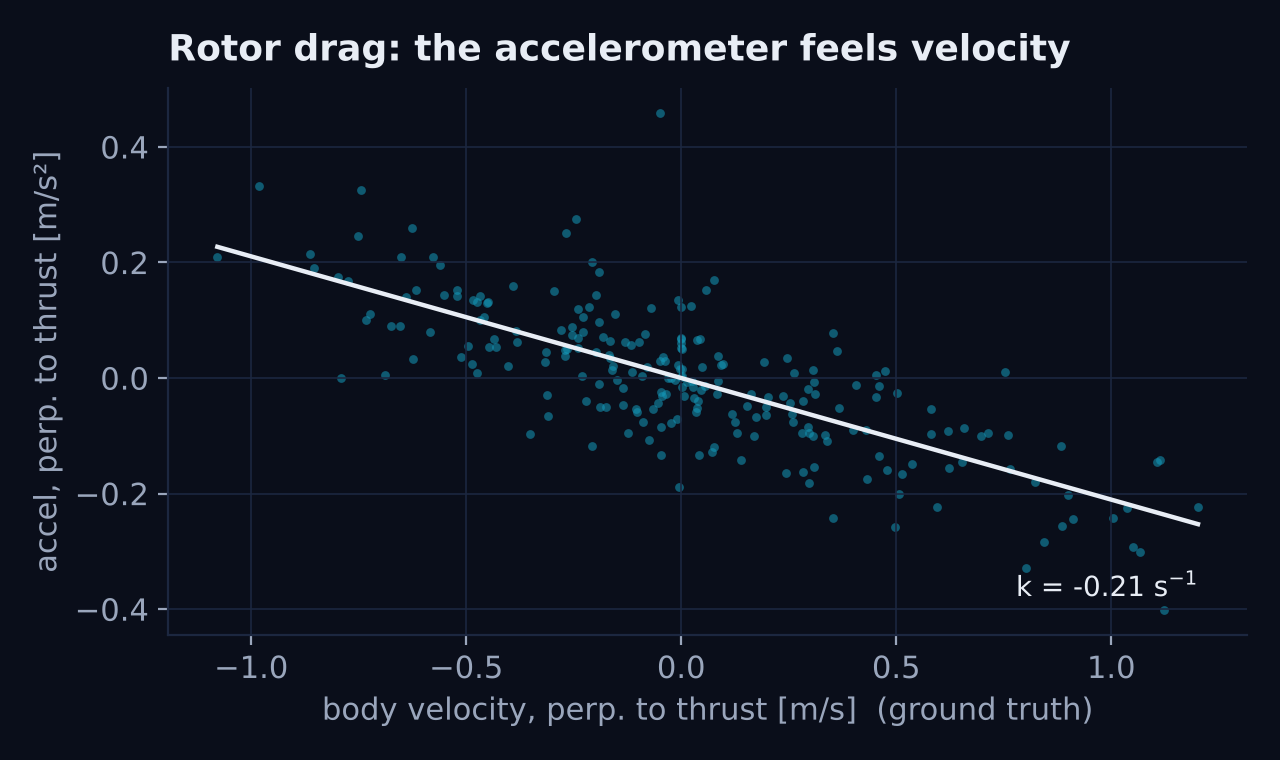 Rotor drag: the accelerometer feels velocity
accel, perp. to thrust [m/s²]
0.4
0.2
0.0
−0.2
−0.4
k = -0.21 s⁻¹
−1.0 −0.5 0.0 0.5 1.0
body velocity, perp. to thrust [m/s]  (ground truth)